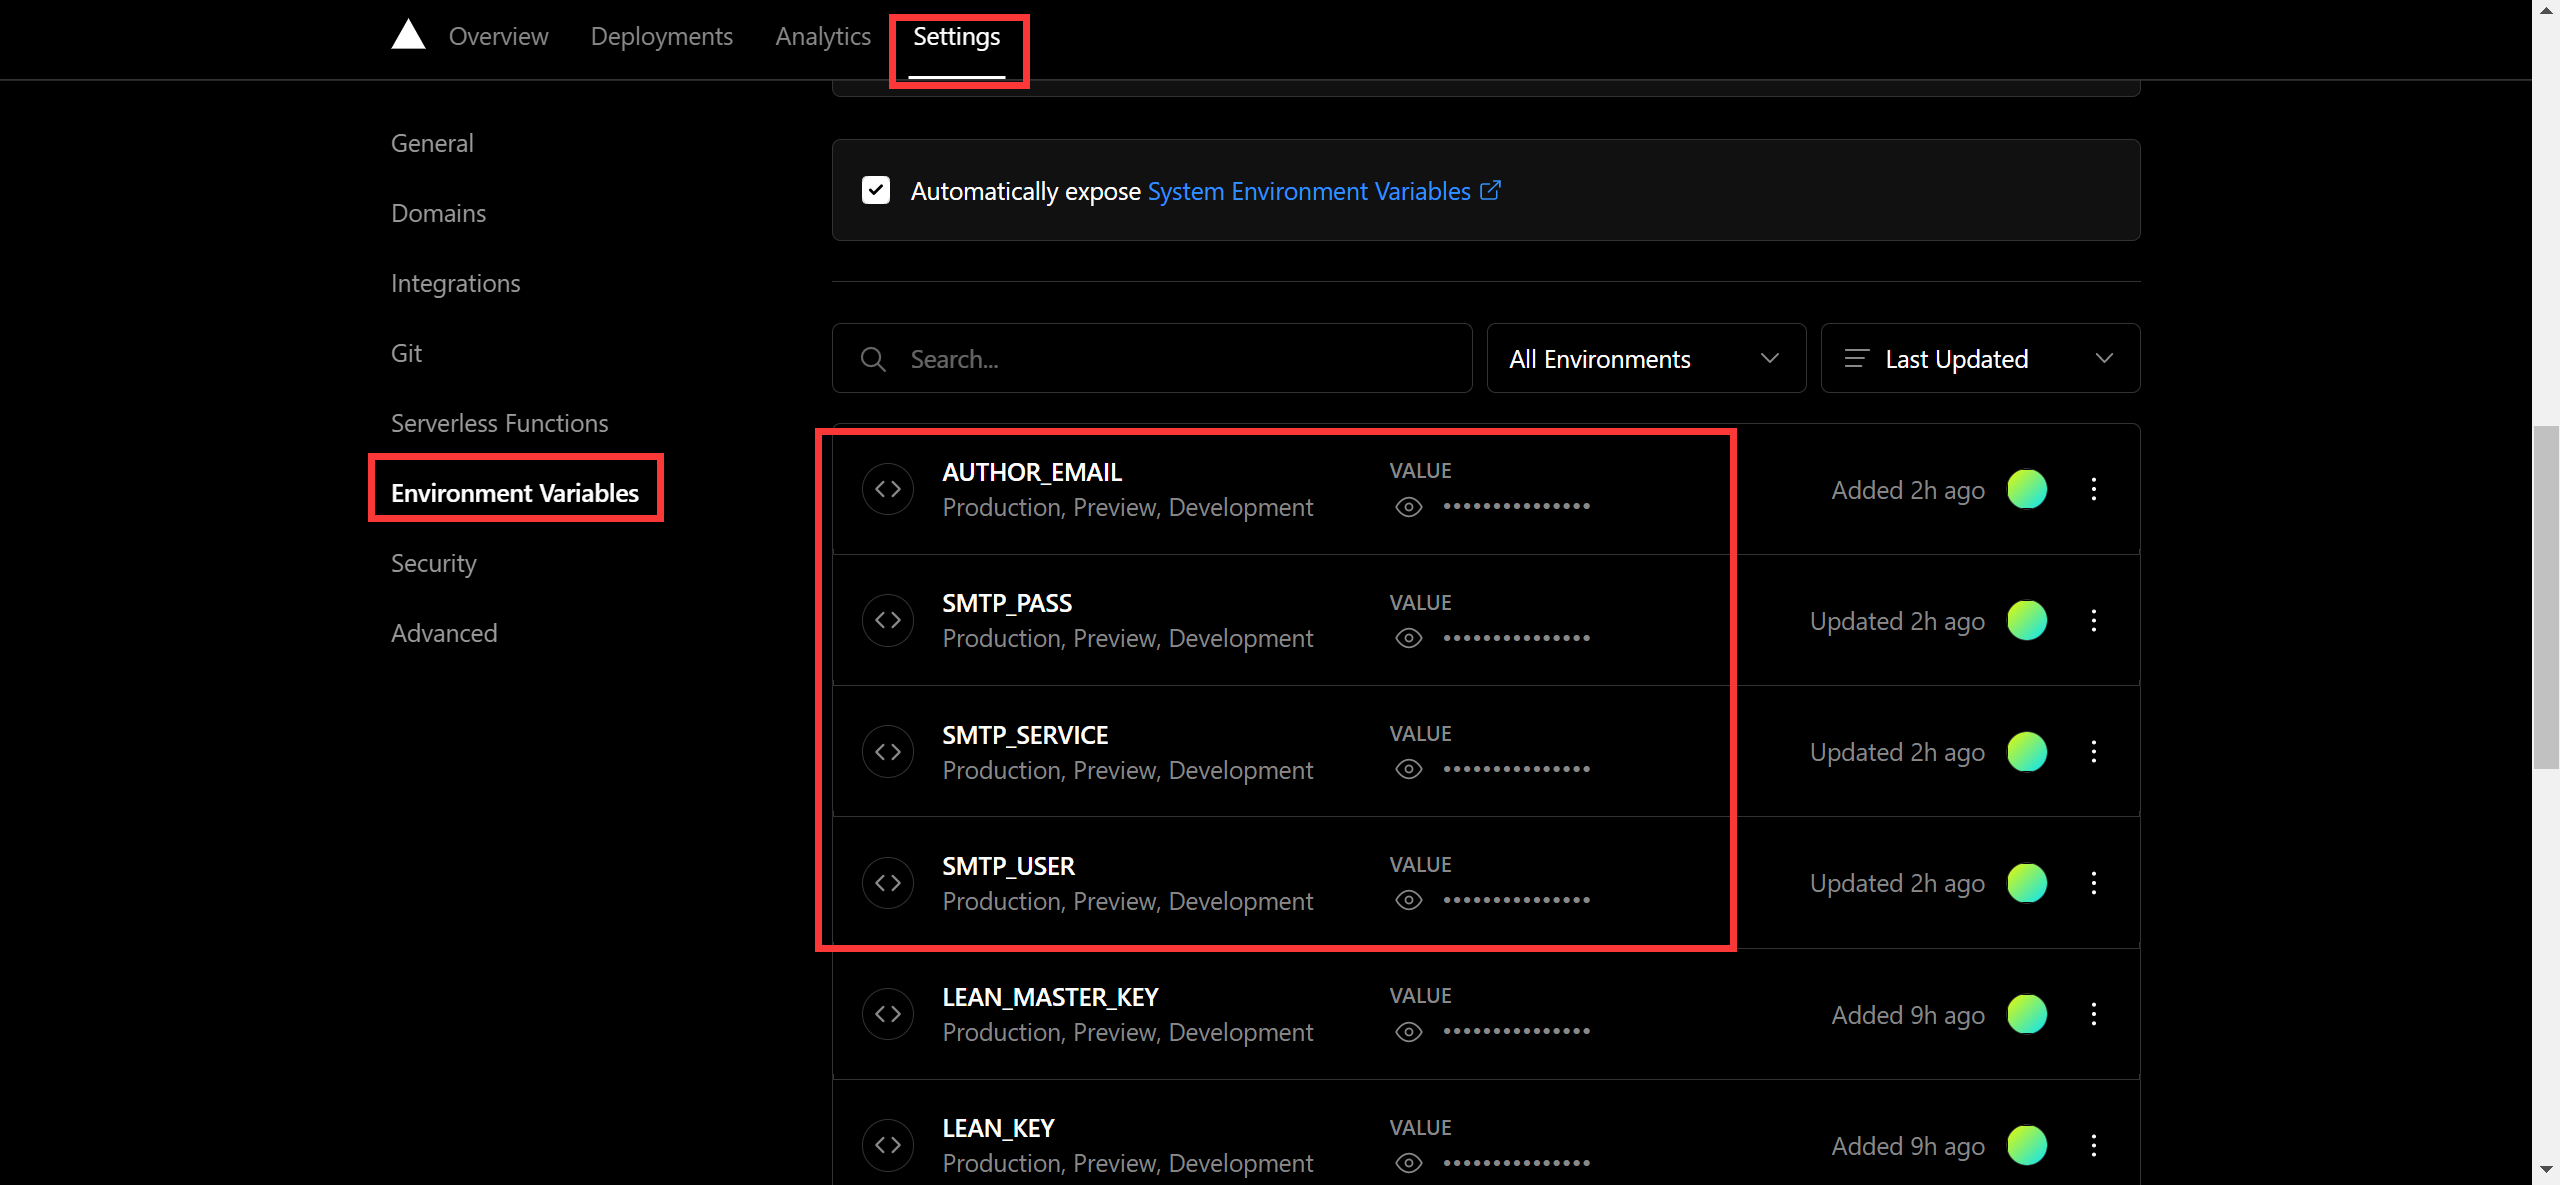 Overview Deployments Analytics Settings
General
Domains
Integrations
Git
Serverless Functions
Environment Variables
Security
Advanced
Automatically expose System Environment Variables
Search...
All Environments
Last Updated
AUTHOR_EMAIL
Production, Preview, Development
VALUE
•••••••••••••••
Added 2h ago
SMTP_PASS
Production, Preview, Development
VALUE
•••••••••••••••
Updated 2h ago
SMTP_SERVICE
Production, Preview, Development
VALUE
•••••••••••••••
Updated 2h ago
SMTP_USER
Production, Preview, Development
VALUE
•••••••••••••••
Updated 2h ago
LEAN_MASTER_KEY
Production, Preview, Development
VALUE
•••••••••••••••
Added 9h ago
LEAN_KEY
Production, Preview, Development
VALUE
•••••••••••••••
Added 9h ago